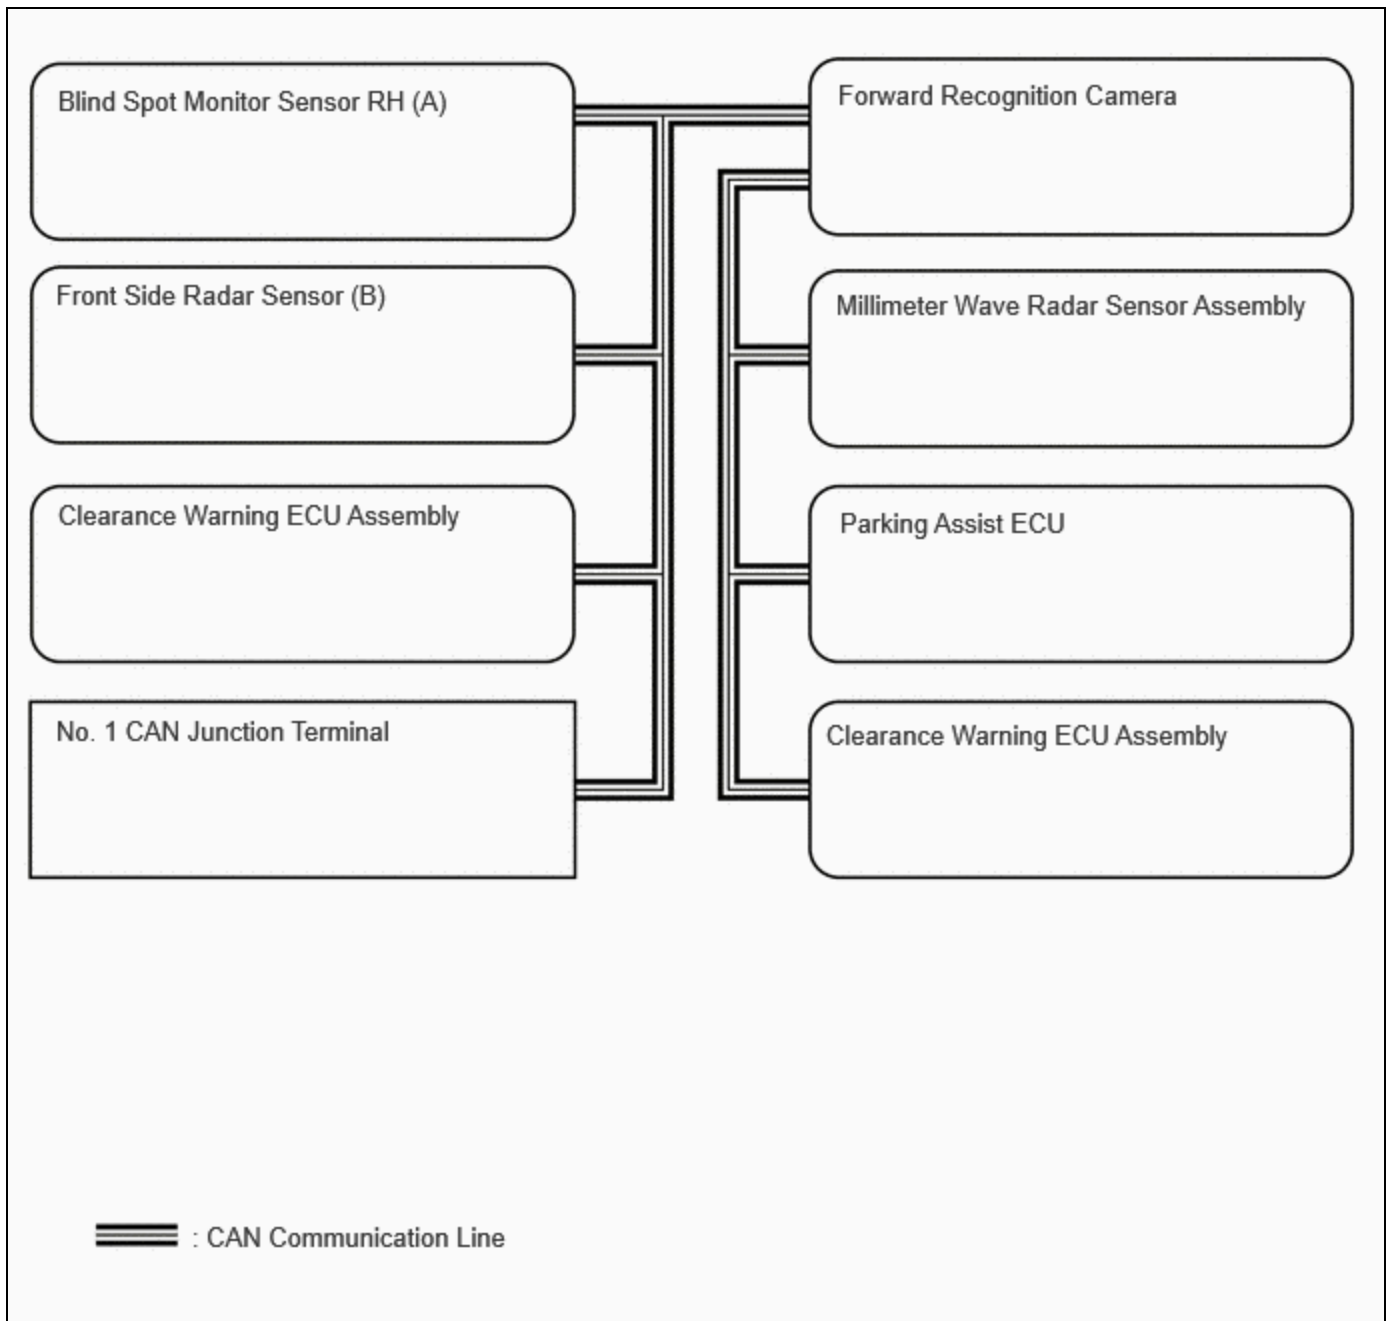 Blind Spot Monitor Sensor RH (A)
Forward Recognition Camera
Front Side Radar Sensor (B)
Millimeter Wave Radar Sensor Assembly
Clearance Warning ECU Assembly
Parking Assist ECU
No. 1 CAN Junction Terminal
Clearance Warning ECU Assembly
: CAN Communication Line